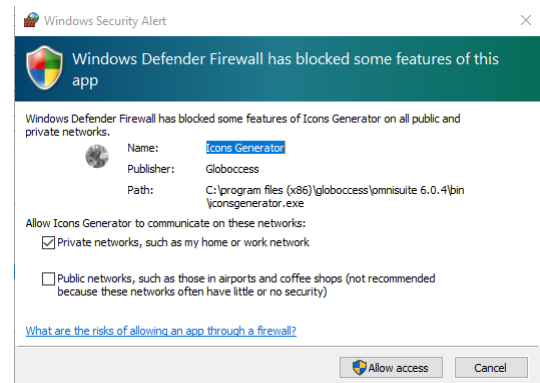 Windows Security Alert
Windows Defender Firewall has blocked some features of this
app
Windows Defender Firewall has blocked some features of Icons Generator on all public and
private networks.
Name: Icons Generator
Publisher: Globoccess
Path: C:\program files (x86)\globoccess\omnisuite 6.0.4\bin
\iconsgenerator.exe
Allow Icons Generator to communicate on these networks:
Private networks, such as my home or work network
Public networks, such as those in airports and coffee shops (not recommended
because these networks often have little or no security)
What are the risks of allowing an app through a firewall?
Allow access Cancel